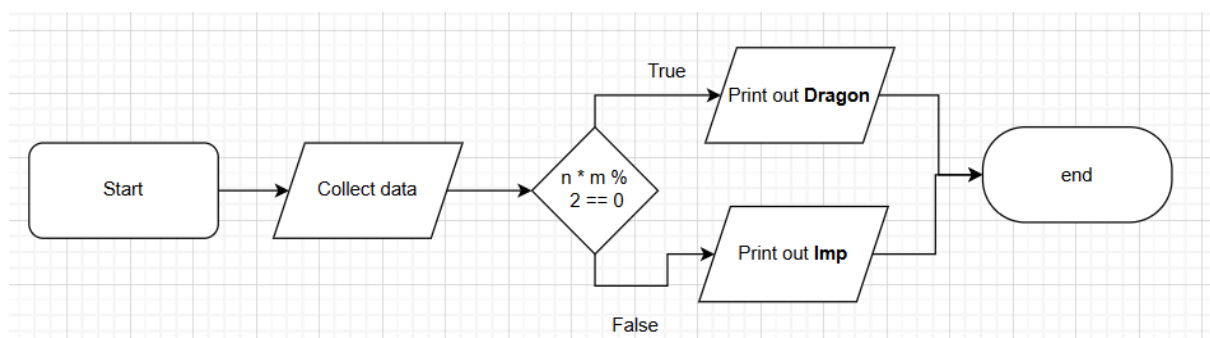 Start
Collect data
n * m %
2 == 0
True
Print out Dragon
False
Print out Imp
end